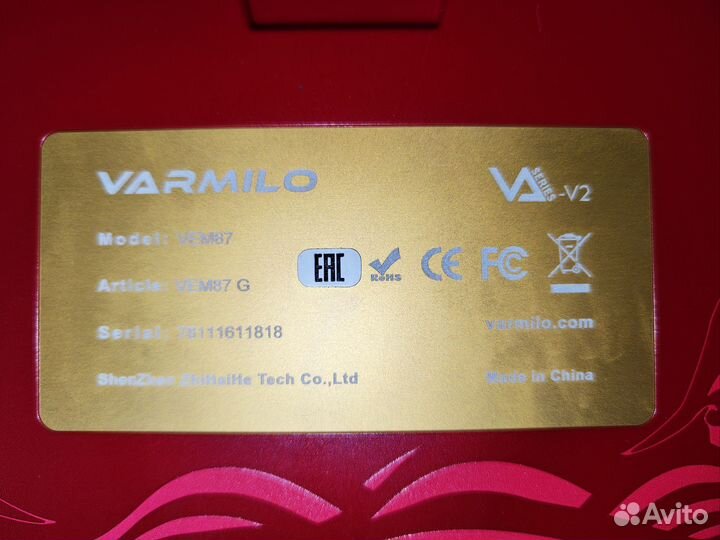 VARMILO
VA SERIES -V2
Model: VEM87
EAC
RoHS
CE FC
Article: VEM87 G
Serial: 78111611818
varmilo.com
ShenZhen ZhiHaiHe Tech Co.,Ltd
Made in China
Avito